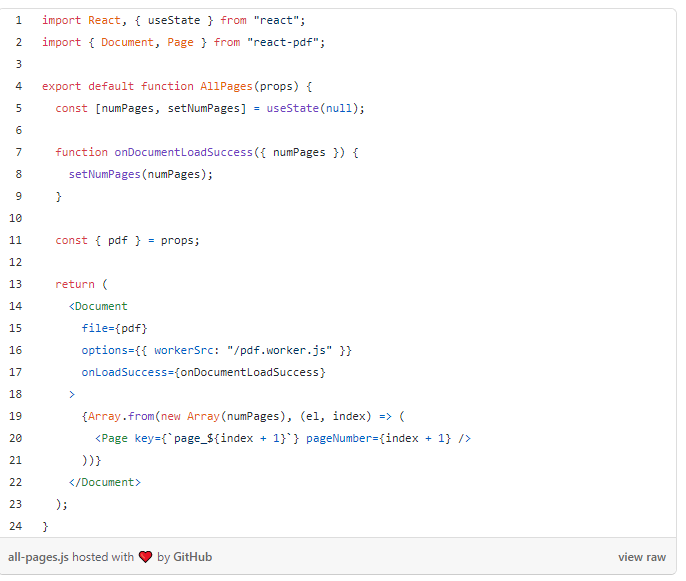 1 import React, { useState } from "react";
2 import { Document, Page } from "react-pdf";
3
4 export default function AllPages(props) {
5   const [numPages, setNumPages] = useState(null);
6
7   function onDocumentLoadSuccess({ numPages }) {
8     setNumPages(numPages);
9   }
10
11   const { pdf } = props;
12
13   return (
14     <Document
15       file={pdf}
16       options={{ workerSrc: "/pdf.worker.js" }}
17       onLoadSuccess={onDocumentLoadSuccess}
18     >
19       {Array.from(new Array(numPages), (el, index) => (
20         <Page key={`page_${index + 1}`} pageNumber={index + 1} />
21       ))}
22     </Document>
23   );
24 }
all-pages.js hosted with ❤ by GitHub view raw